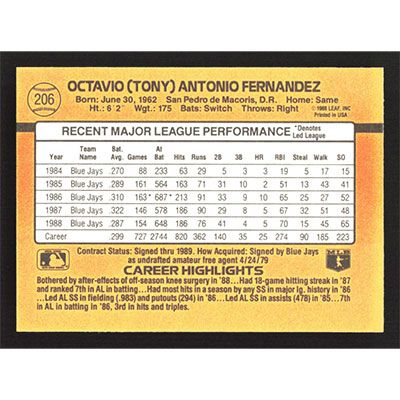 206
OCTAVIO (TONY) ANTONIO FERNANDEZ
Born: June 30, 1962 San Pedro de Macoris, D.R. Home: Same
Ht.: 6'2" Wgt.: 175 Bats: Switch Throws: Right
©1988 LEAF, INC.
Printed in USA
RECENT MAJOR LEAGUE PERFORMANCE *Denotes Led League
Year Team Name Bat. Avg. Games At Bat Hits Runs 2B 3B HR RBI Steal Walk SO
1984 Blue Jays .270 88 233 63 29 5 3 3 19 5 17 15
1985 Blue Jays .289 161 564 163 71 31 10 2 51 13 43 41
1986 Blue Jays .310 163* 687* 213 91 33 9 10 65 25 27 52
1987 Blue Jays .322 146 578 186 90 29 8 5 67 32 51 48
1988 Blue Jays .287 154 648 186 76 41 4 5 70 15 45 65
Career .299 727 2744 820 362 140 35 25 274 90 185 223
Contract Status: Signed thru 1989. How Acquired: Signed by Blue Jays
as undrafted amateur free agent 4/24/79
CAREER HIGHLIGHTS
Bothered by after-effects of off-season knee surgery in '88...Had 18-game hitting streak in '87
and ranked 7th in AL in batting...Had most hits in a season by any SS in major lg. history in '86
...Led AL SS in fielding (.983) and putouts (294) in '86...Led AL SS in assists (478) in '85...7th
in AL in batting in '86, 3rd in hits and triples.